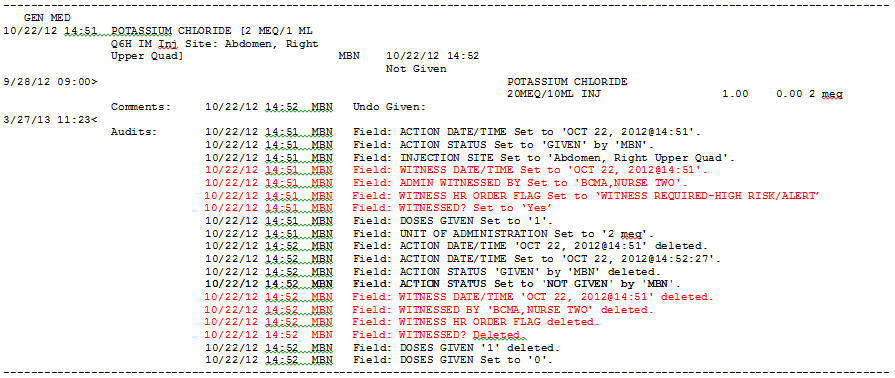 GEN MED
10/22/12 14:51 POTASSIUM CHLORIDE [2 MEQ/1 ML
Q6H IM Inj Site: Abdomen, Right
Upper Quad] MBN 10/22/12 14:52
Not Given
9/28/12 09:00> POTASSIUM CHLORIDE
20MEQ/10ML INJ 1.00 0.00 2 meq
Comments: 10/22/12 14:52 MBN Undo Given:
3/27/13 11:23<
Audits: 10/22/12 14:51 MBN Field: ACTION DATE/TIME Set to 'OCT 22, 2012@14:51'.
10/22/12 14:51 MBN Field: ACTION STATUS Set to 'GIVEN' by 'MBN'.
10/22/12 14:51 MBN Field: INJECTION SITE Set to 'Abdomen, Right Upper Quad'.
10/22/12 14:51 MBN Field: WITNESS DATE/TIME Set to 'OCT 22, 2012@14:51'.
10/22/12 14:51 MBN Field: ADMIN WITNESSED BY Set to 'BCMA,NURSE TWO'.
10/22/12 14:51 MBN Field: WITNESS HR ORDER FLAG Set to ‘WITNESS REQUIRED-HIGH RISK/ALERT’
10/22/12 14:51 MBN Field: WITNESSED? Set to ‘Yes’
10/22/12 14:51 MBN Field: DOSES GIVEN Set to '1'.
10/22/12 14:51 MBN Field: UNIT OF ADMINISTRATION Set to '2 meq'.
10/22/12 14:52 MBN Field: ACTION DATE/TIME 'OCT 22, 2012@14:51' deleted.
10/22/12 14:52 MBN Field: ACTION DATE/TIME Set to 'OCT 22, 2012@14:52:27'.
10/22/12 14:52 MBN Field: ACTION STATUS 'GIVEN' by 'MBN' deleted.
10/22/12 14:52 MBN Field: ACTION STATUS Set to 'NOT GIVEN' by 'MBN'.
10/22/12 14:52 MBN Field: WITNESS DATE/TIME 'OCT 22, 2012@14:51' deleted.
10/22/12 14:52 MBN Field: WITNESSED BY 'BCMA,NURSE TWO' deleted.
10/22/12 14:52 MBN Field: WITNESS HR ORDER FLAG deleted.
10/22/12 14:52 MBN Field: WITNESSED? Deleted.
10/22/12 14:52 MBN Field: DOSES GIVEN '1' deleted.
10/22/12 14:52 MBN Field: DOSES GIVEN Set to '0'.